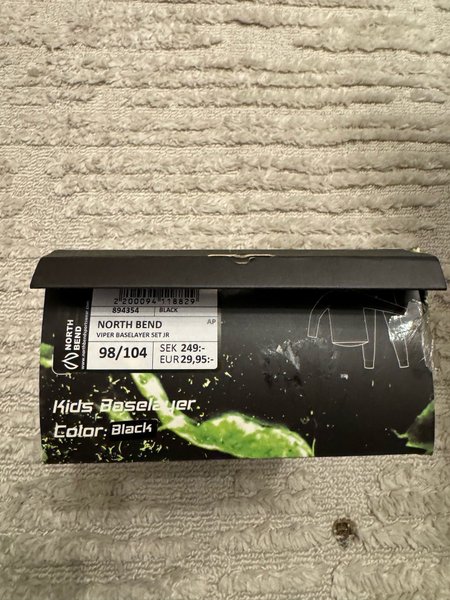 2 200094 118829
894354 BLACK
NORTH BEND AP
VIPER BASELAYER SET JR
98/104 SEK 249:-
EUR 29,95:-
NORTH
BEND
Kids Baselayer
Color: Black